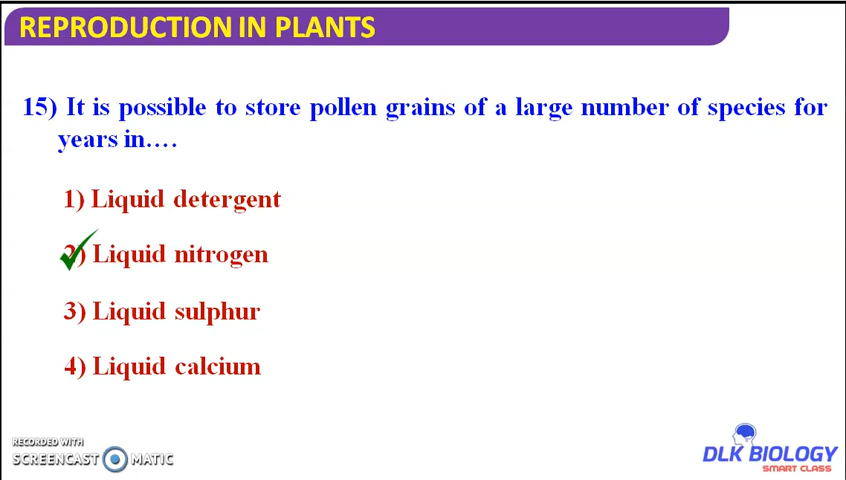 REPRODUCTION IN PLANTS
15) It is possible to store pollen grains of a large number of species for
years in….
1) Liquid detergent
2) Liquid nitrogen
3) Liquid sulphur
4) Liquid calcium
RECORDED WITH
SCREENCAST MATIC
DLK BIOLOGY
SMART CLASS